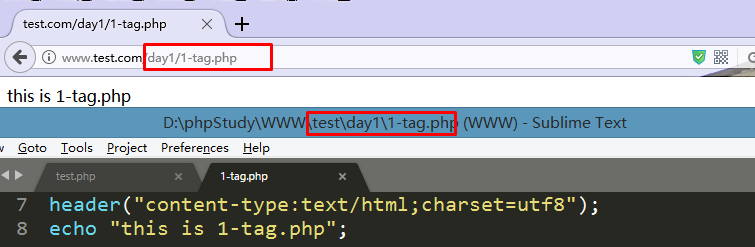 test.com/day1/1-tag.php
www.test.com/day1/1-tag.php
this is 1-tag.php
D:\phpStudy\WWW\test\day1\1-tag.php (WWW) - Sublime Text
w Goto Tools Project Preferences Help
test.php 1-tag.php
7 header("content-type:text/html;charset=utf8");
8 echo "this is 1-tag.php";